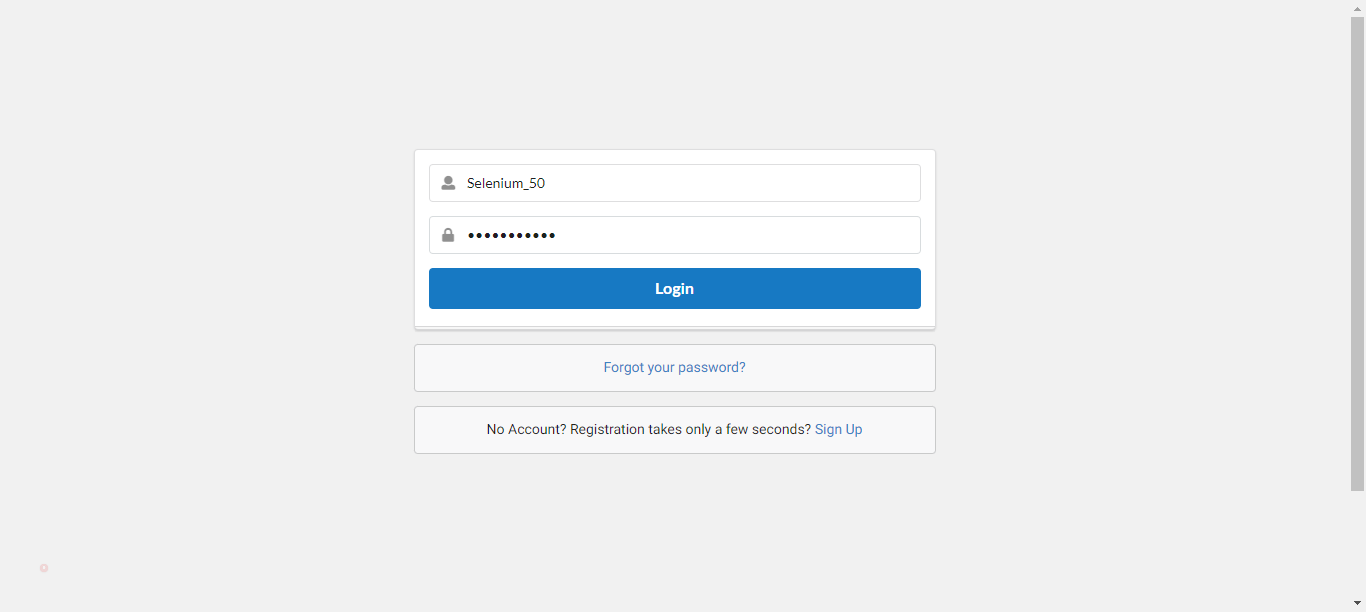 Selenium_50
•••••••••••
Login
Forgot your password?
No Account? Registration takes only a few seconds? Sign Up